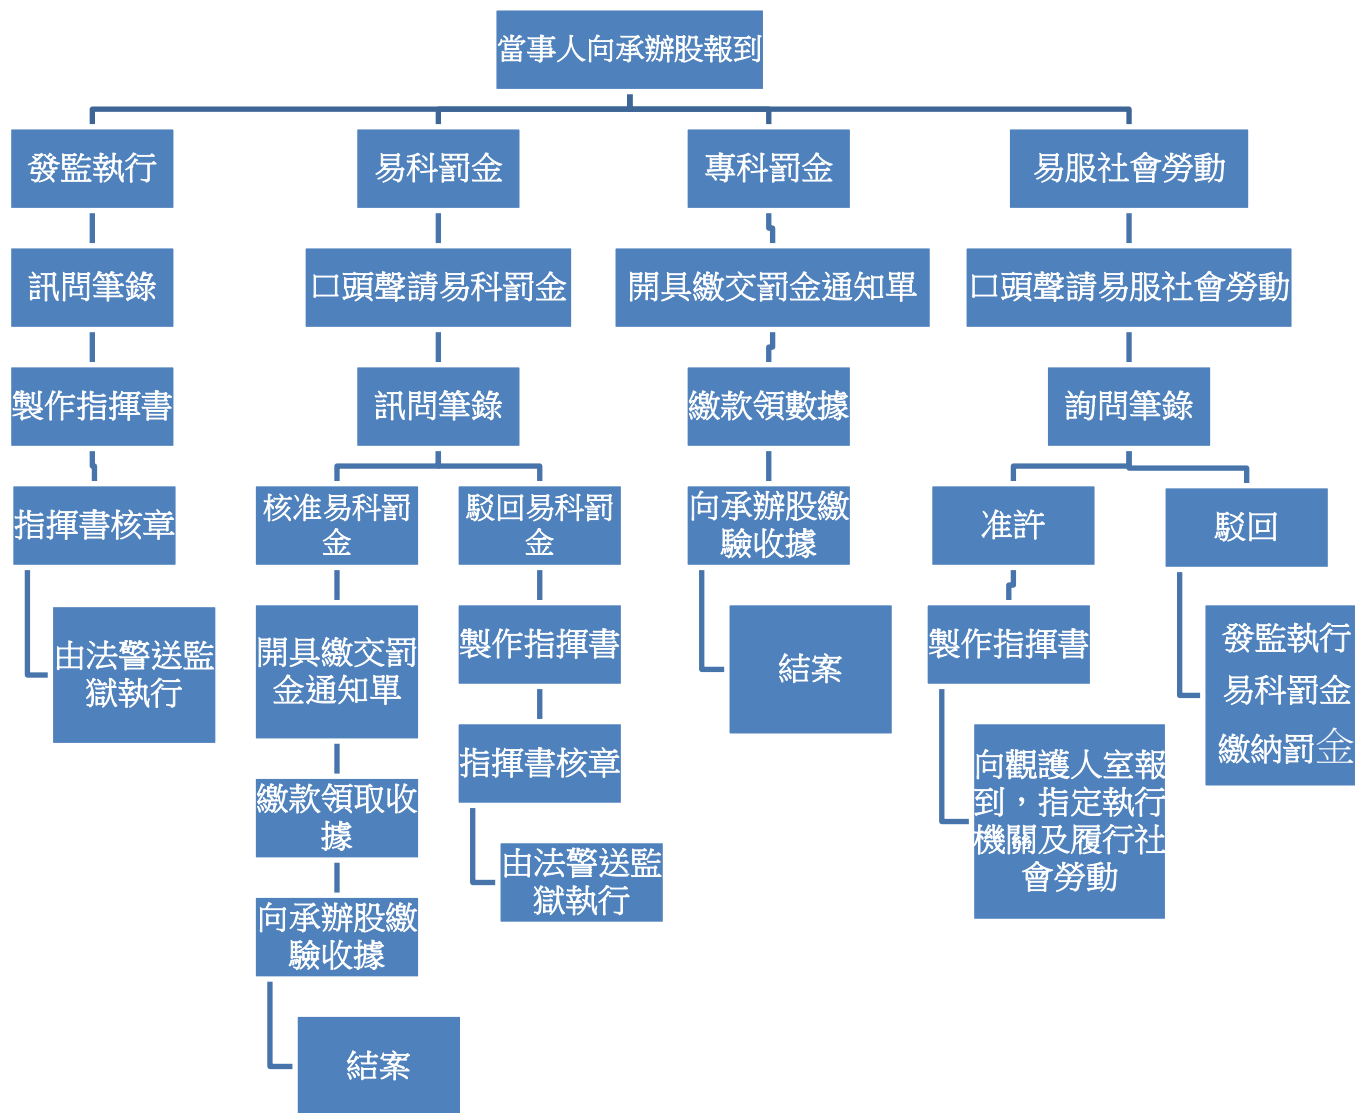 當事人向承辦股報到
發監執行
易科罰金
專科罰金
易服社會勞動
訊問筆錄
口頭聲請易科罰金
開具繳交罰金通知單
口頭聲請易服社會勞動
製作指揮書
訊問筆錄
繳款領數據
詢問筆錄
指揮書核章
核准易科罰
金
駁回易科罰
金
向承辦股繳
驗收據
准許
駁回
由法警送監
獄執行
開具繳交罰
金通知單
製作指揮書
結案
製作指揮書
發監執行
易科罰金
繳納罰金
繳款領取收
據
指揮書核章
向觀護人室報
到，指定執行
機關及履行社
會勞動
向承辦股繳
驗收據
由法警送監
獄執行
結案